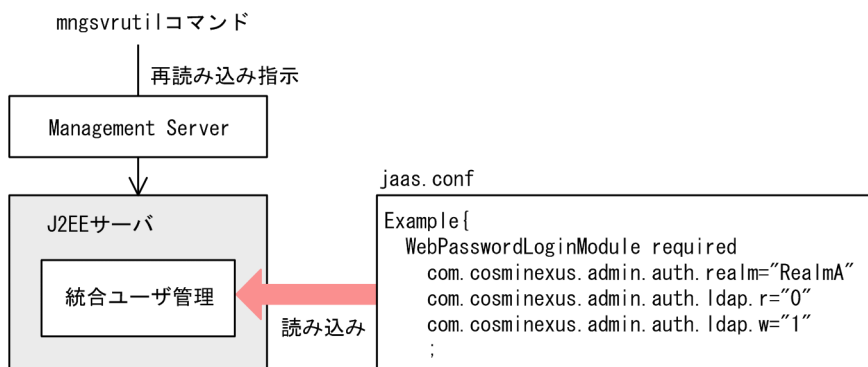 mngsvrutilコマンド
再読み込み指示
Management Server
J2EEサーバ
統合ユーザ管理
読み込み
jaas.conf
Example{
WebPasswordLoginModule required
com.cosminexus.admin.auth.realm="RealmA"
com.cosminexus.admin.auth.ldap.r="0"
com.cosminexus.admin.auth.ldap.w="1"
;